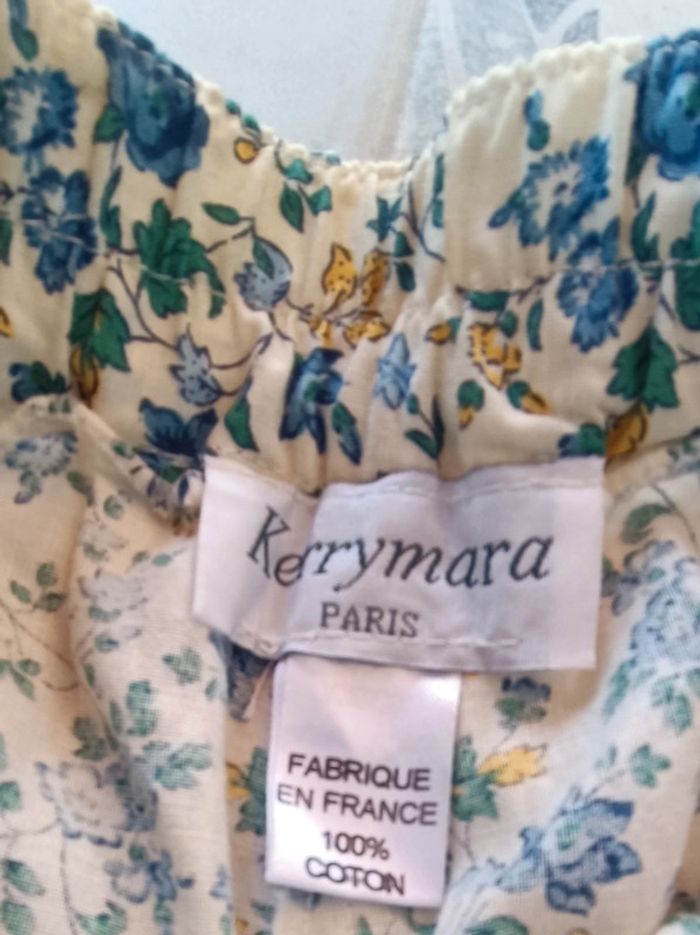 Kerrymara
PARIS
FABRIQUE
EN FRANCE
100%
COTON